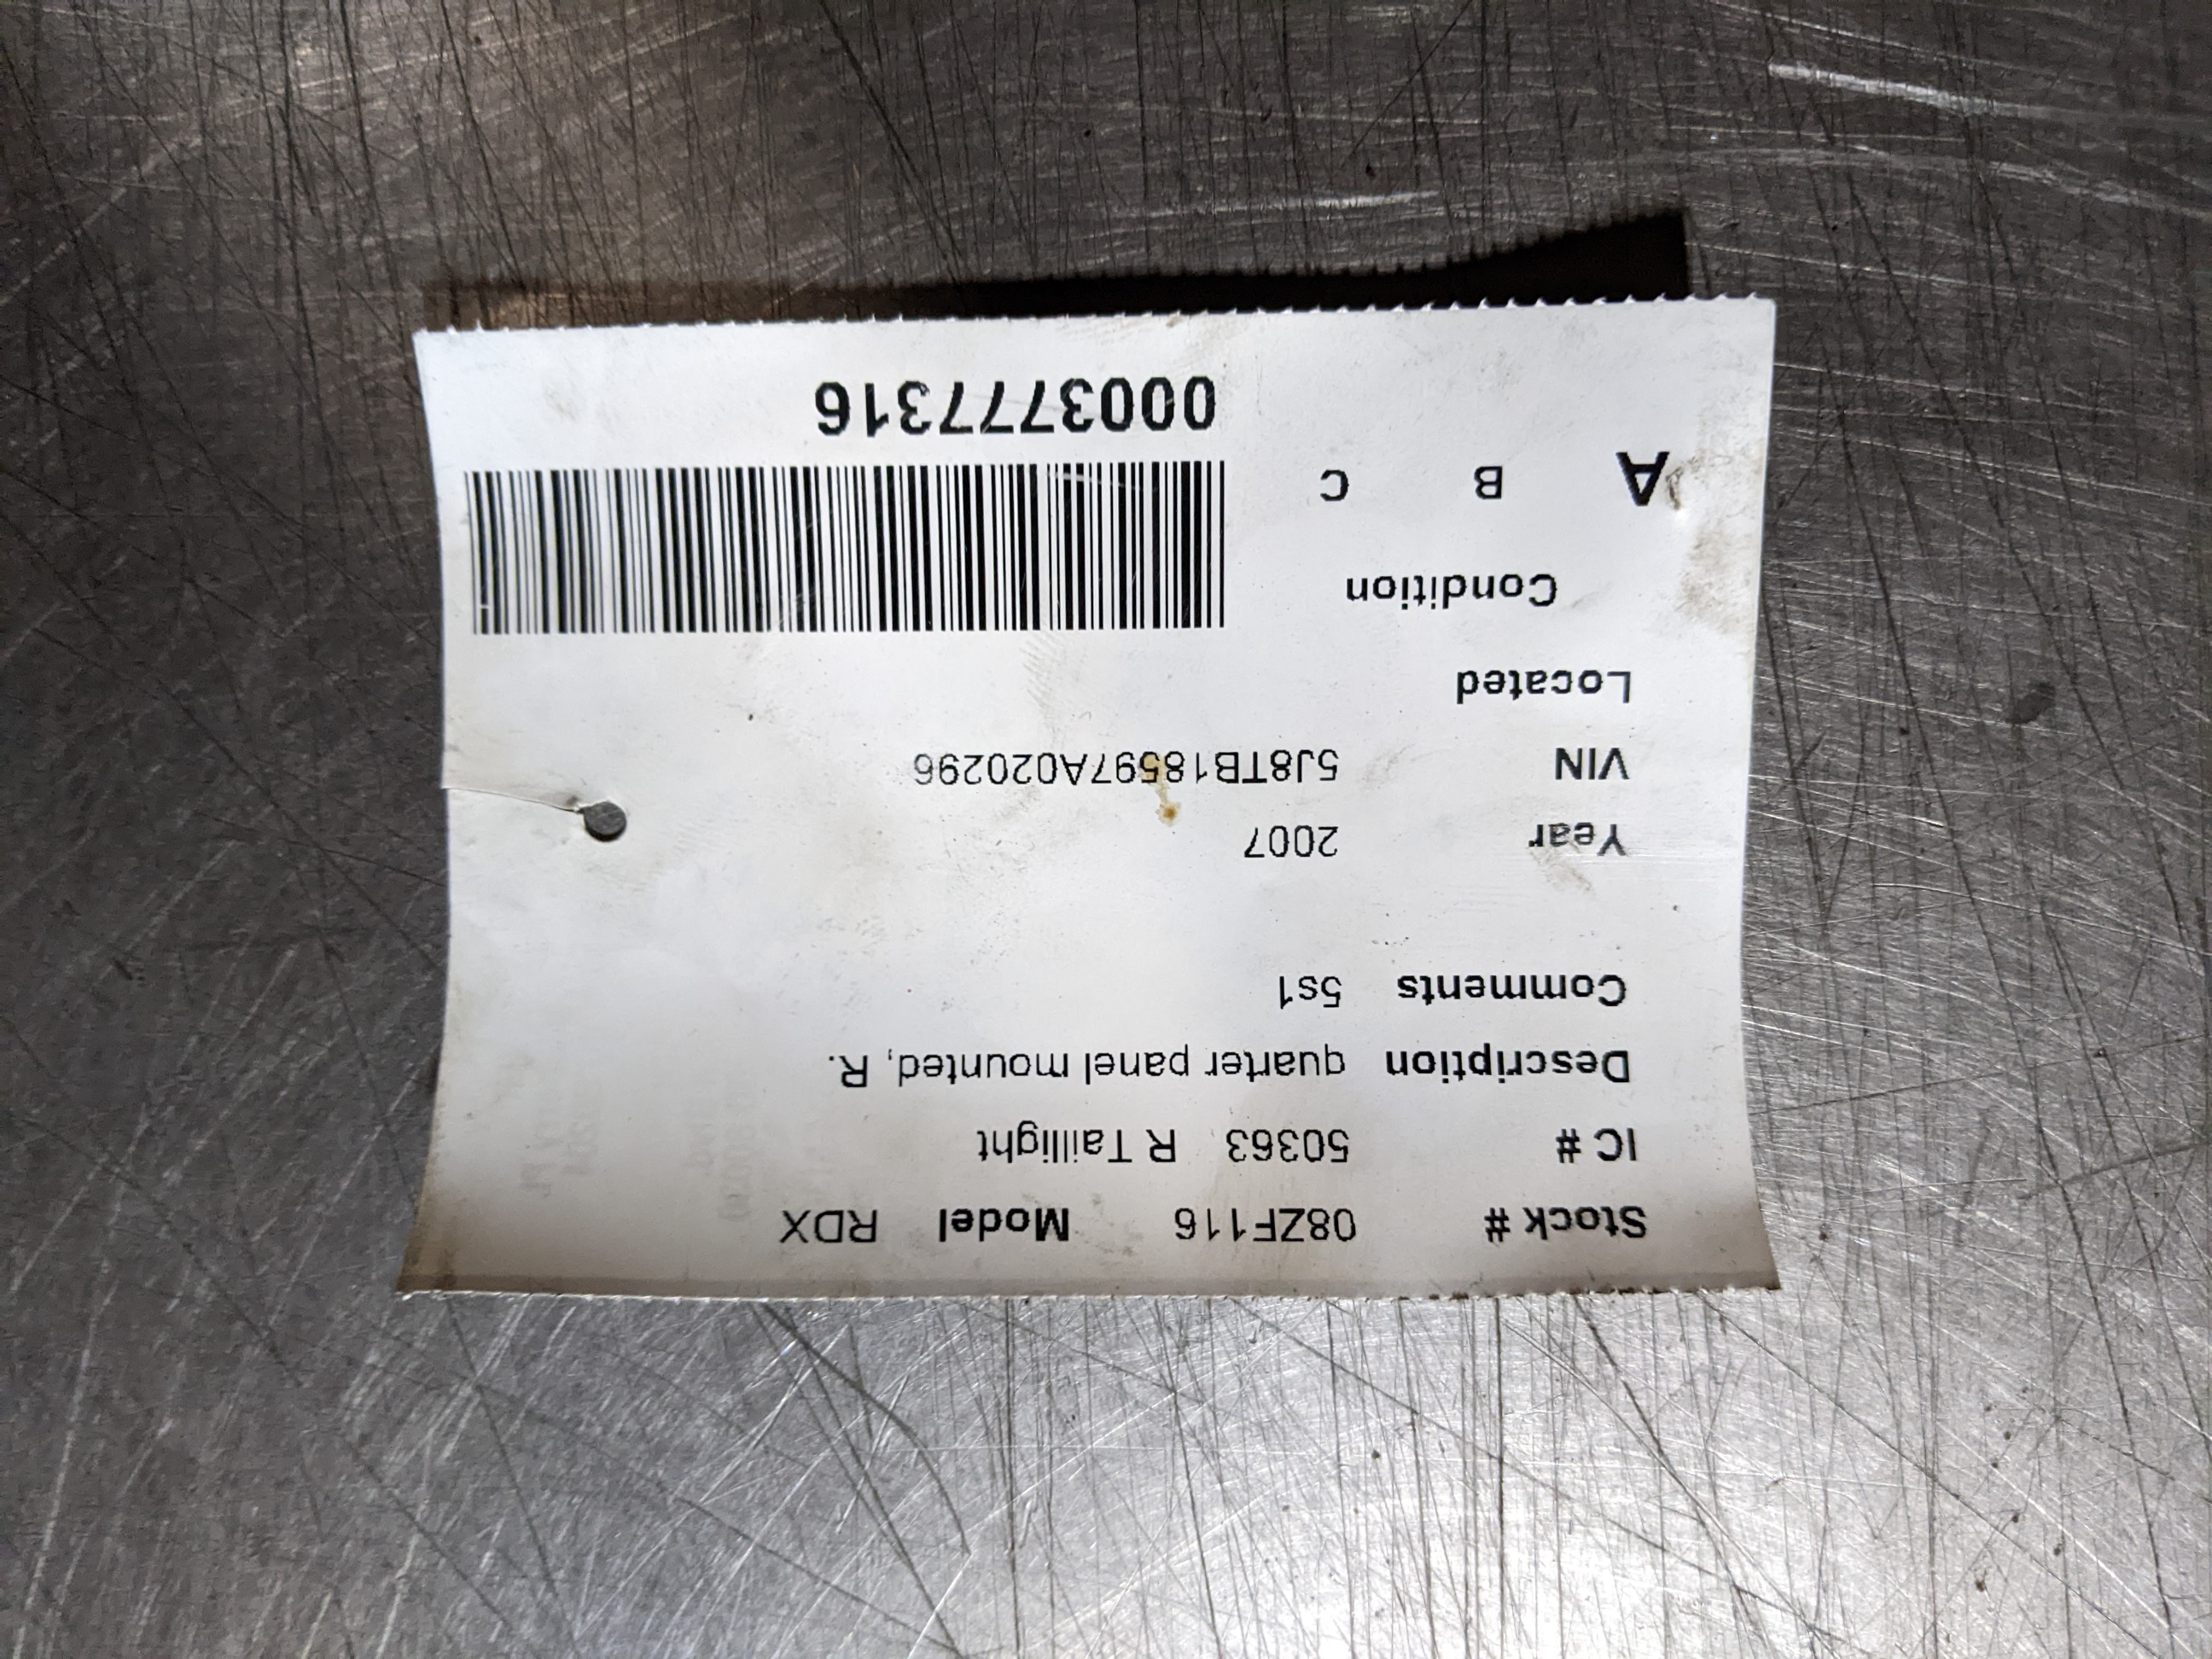 Stock # 08ZF116 Model RDX
IC # 50363 R Taillight
Description quarter panel mounted, R.
Comments 5s1
Year 2007
VIN 5J8TB18597A020296
Located
Condition
A B C
0003777316